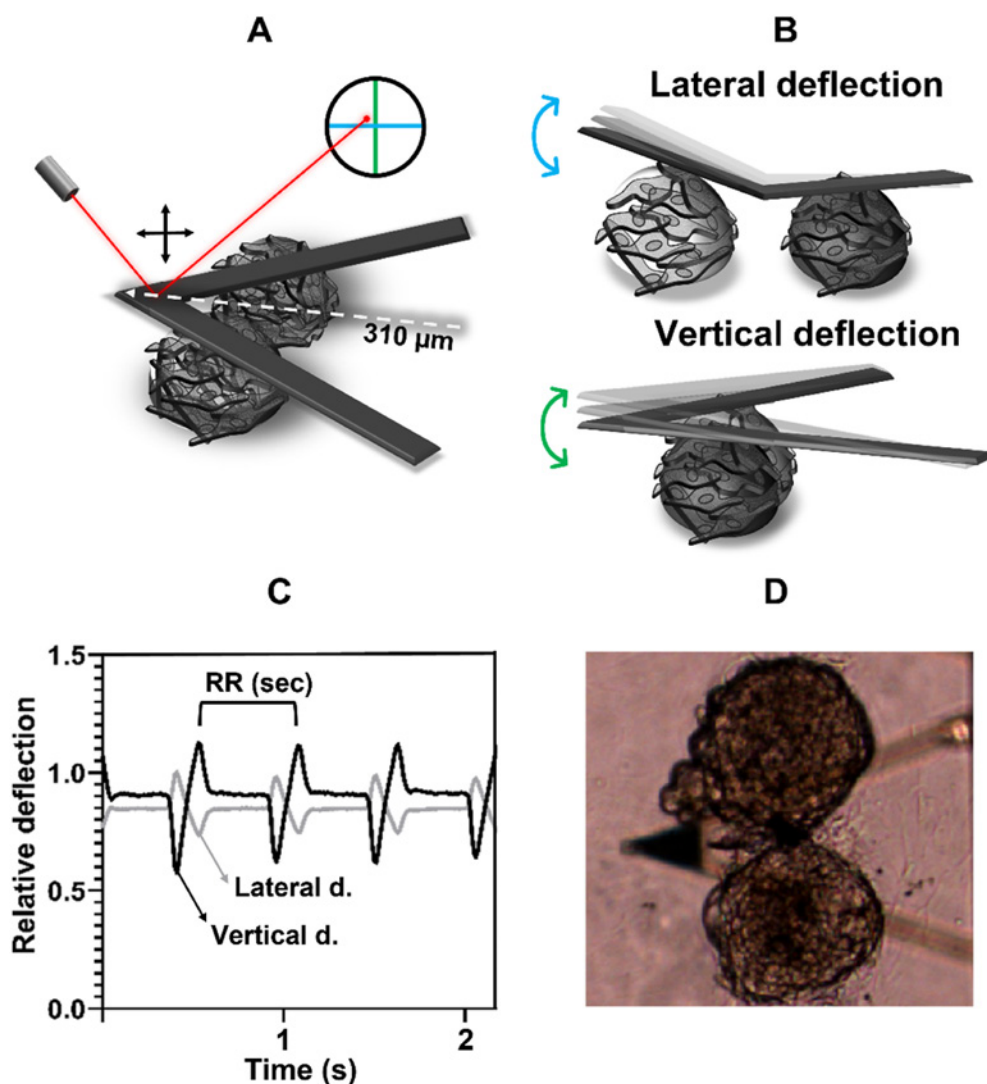 A
310 µm
B
Lateral deflection
Vertical deflection
C
Relative deflection
1.5
1.0
0.5
0.0
RR (sec)
Lateral d.
Vertical d.
1
2
Time (s)
D